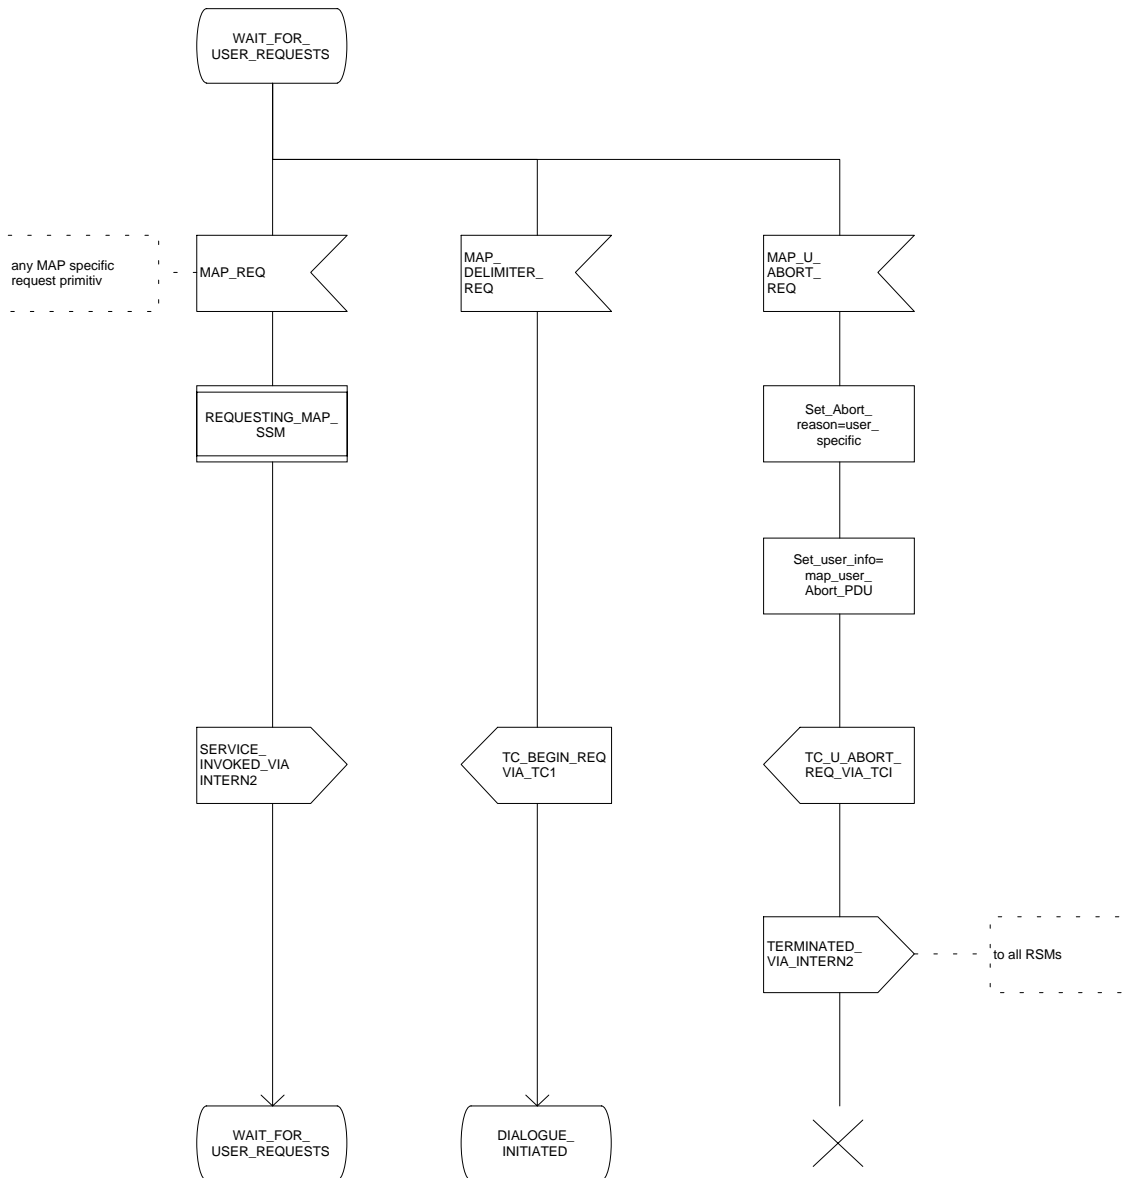 WAIT_FOR_
USER_REQUESTS
any MAP specific
request primitiv
MAP_REQ
MAP_
DELIMITER_
REQ
MAP_U_
ABORT_
REQ
REQUESTING_MAP_
SSM
Set_Abort_
reason=user_
specific
Set_user_info=
map_user_
Abort_PDU
SERVICE_
INVOKED_VIA
INTERN2
TC_BEGIN_REQ
VIA_TC1
TC_U_ABORT_
REQ_VIA_TCI
TERMINATED_
VIA_INTERN2
to all RSMs
WAIT_FOR_
USER_REQUESTS
DIALOGUE_
INITIATED